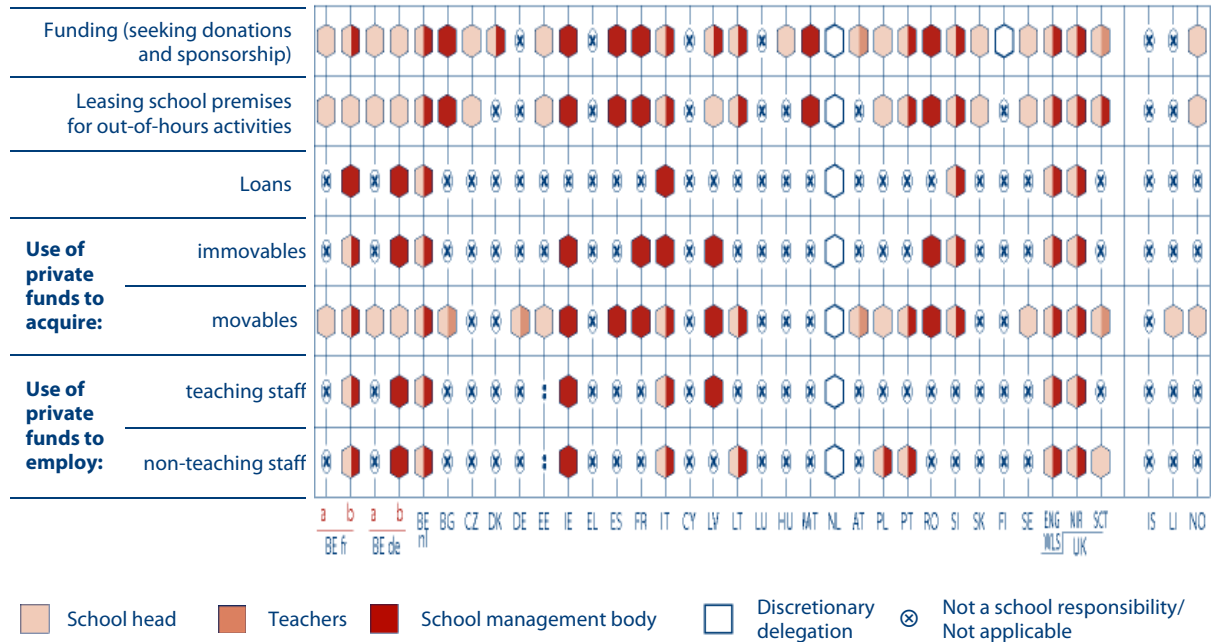 Funding (seeking donations
and sponsorship)
Leasing school premises
for out-of-hours activities
Loans
Use of
private
funds to
acquire:
immovables
movables
Use of
private
funds to
employ:
teaching staff
non-teaching staff
a b a b BE nl BG CZ DK DE EE IE EL ES FR IT CY LV LT LU HU MT NL AT PL PT RO SI SK FI SE ENG NIR SCT IS LI NO
BE fr BE de WLS UK
School head
Teachers
School management body
Discretionary
delegation
Not a school responsibility/
Not applicable